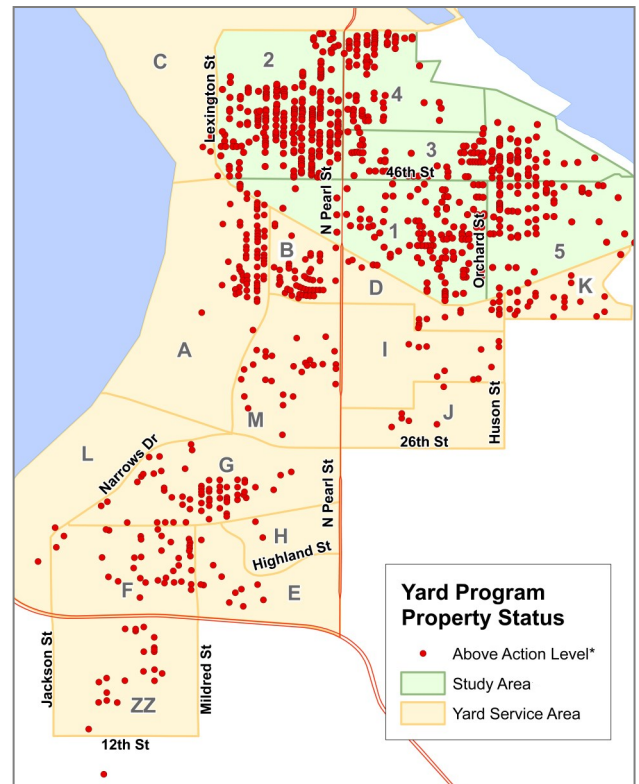 C
2
Lexington St
4
3
46th St
N Pearl St
1
Orchard St
5
B
D
K
A
I
M
J
Huson St
26th St
L
Narrows Dr
G
N Pearl St
H
Highland St
F
E
Jackson St
Mildred St
ZZ
12th St
Yard Program
Property Status
Above Action Level*
Study Area
Yard Service Area